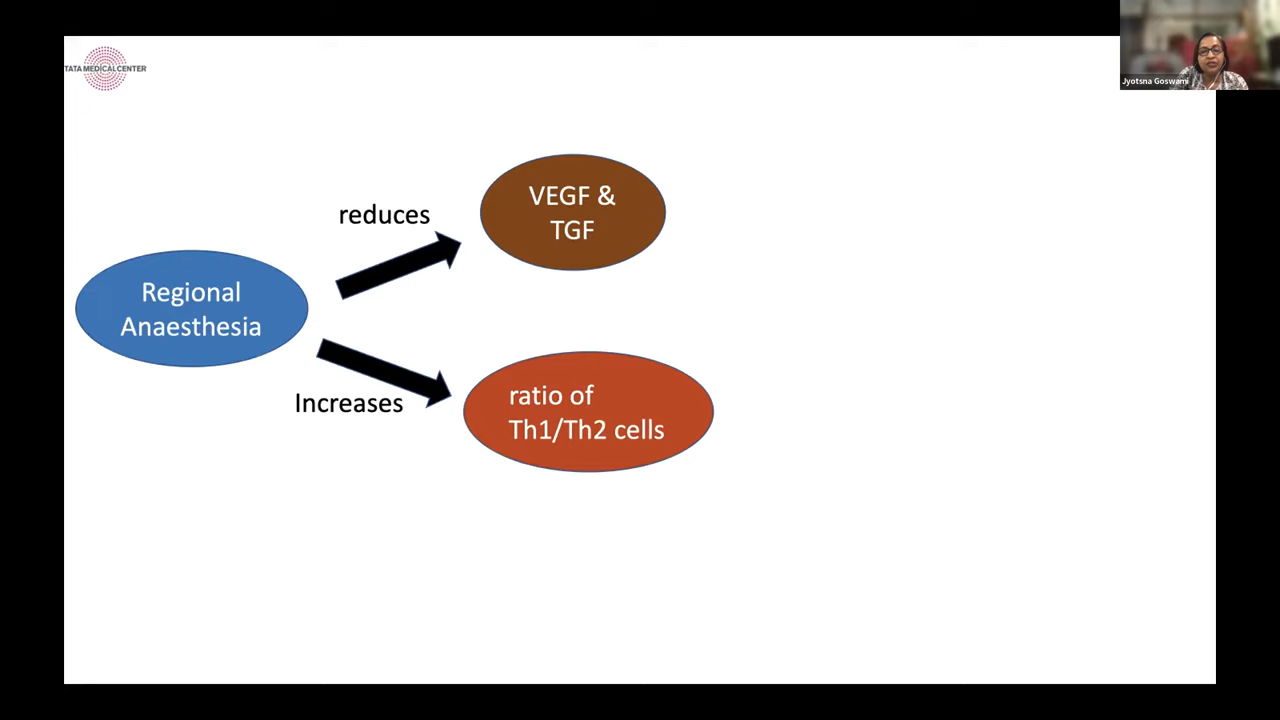 TATA MEDICAL CENTER
Jyotsna Goswami
reduces
VEGF &
TGF
Regional
Anaesthesia
Increases
ratio of
Th1/Th2 cells